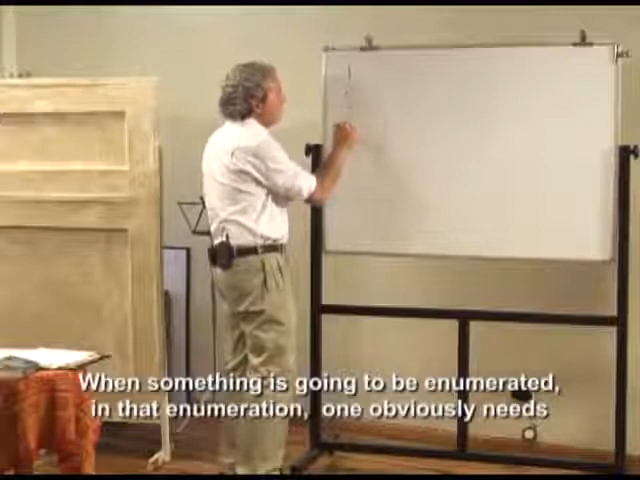 When something is going to be enumerated,
in that enumeration, one obviously needs